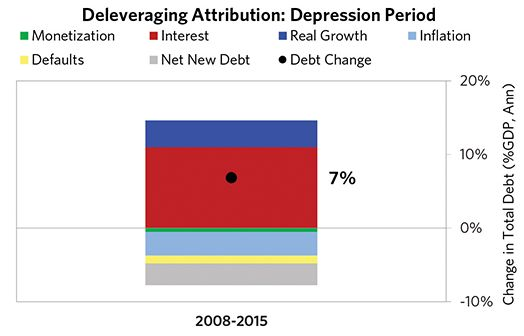 Deleveraging Attribution: Depression Period
Monetization Interest Real Growth Inflation
Defaults Net New Debt Debt Change
20%
10%
7%
0%
-10%
Change in Total Debt (%GDP, Ann)
2008-2015